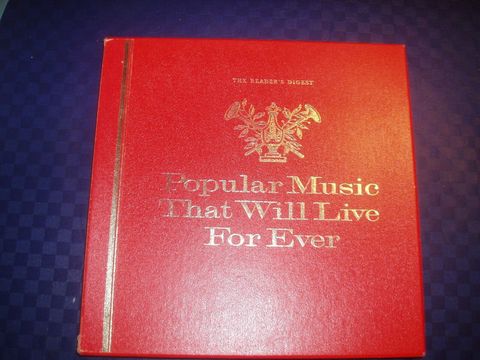 THE READER'S DIGEST
Popular Music
That Will Live
For Ever